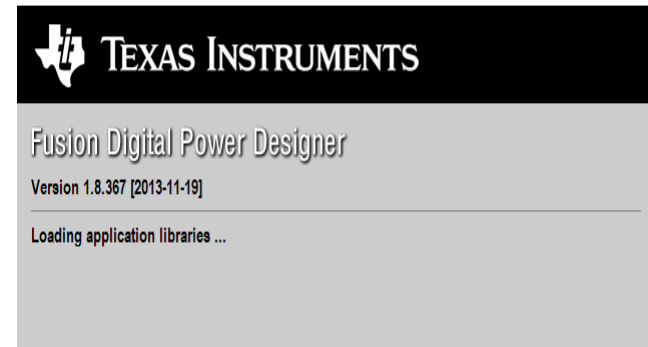 TEXAS INSTRUMENTS
Fusion Digital Power Designer
Version 1.8.367 [2013-11-19]
Loading application libraries ...